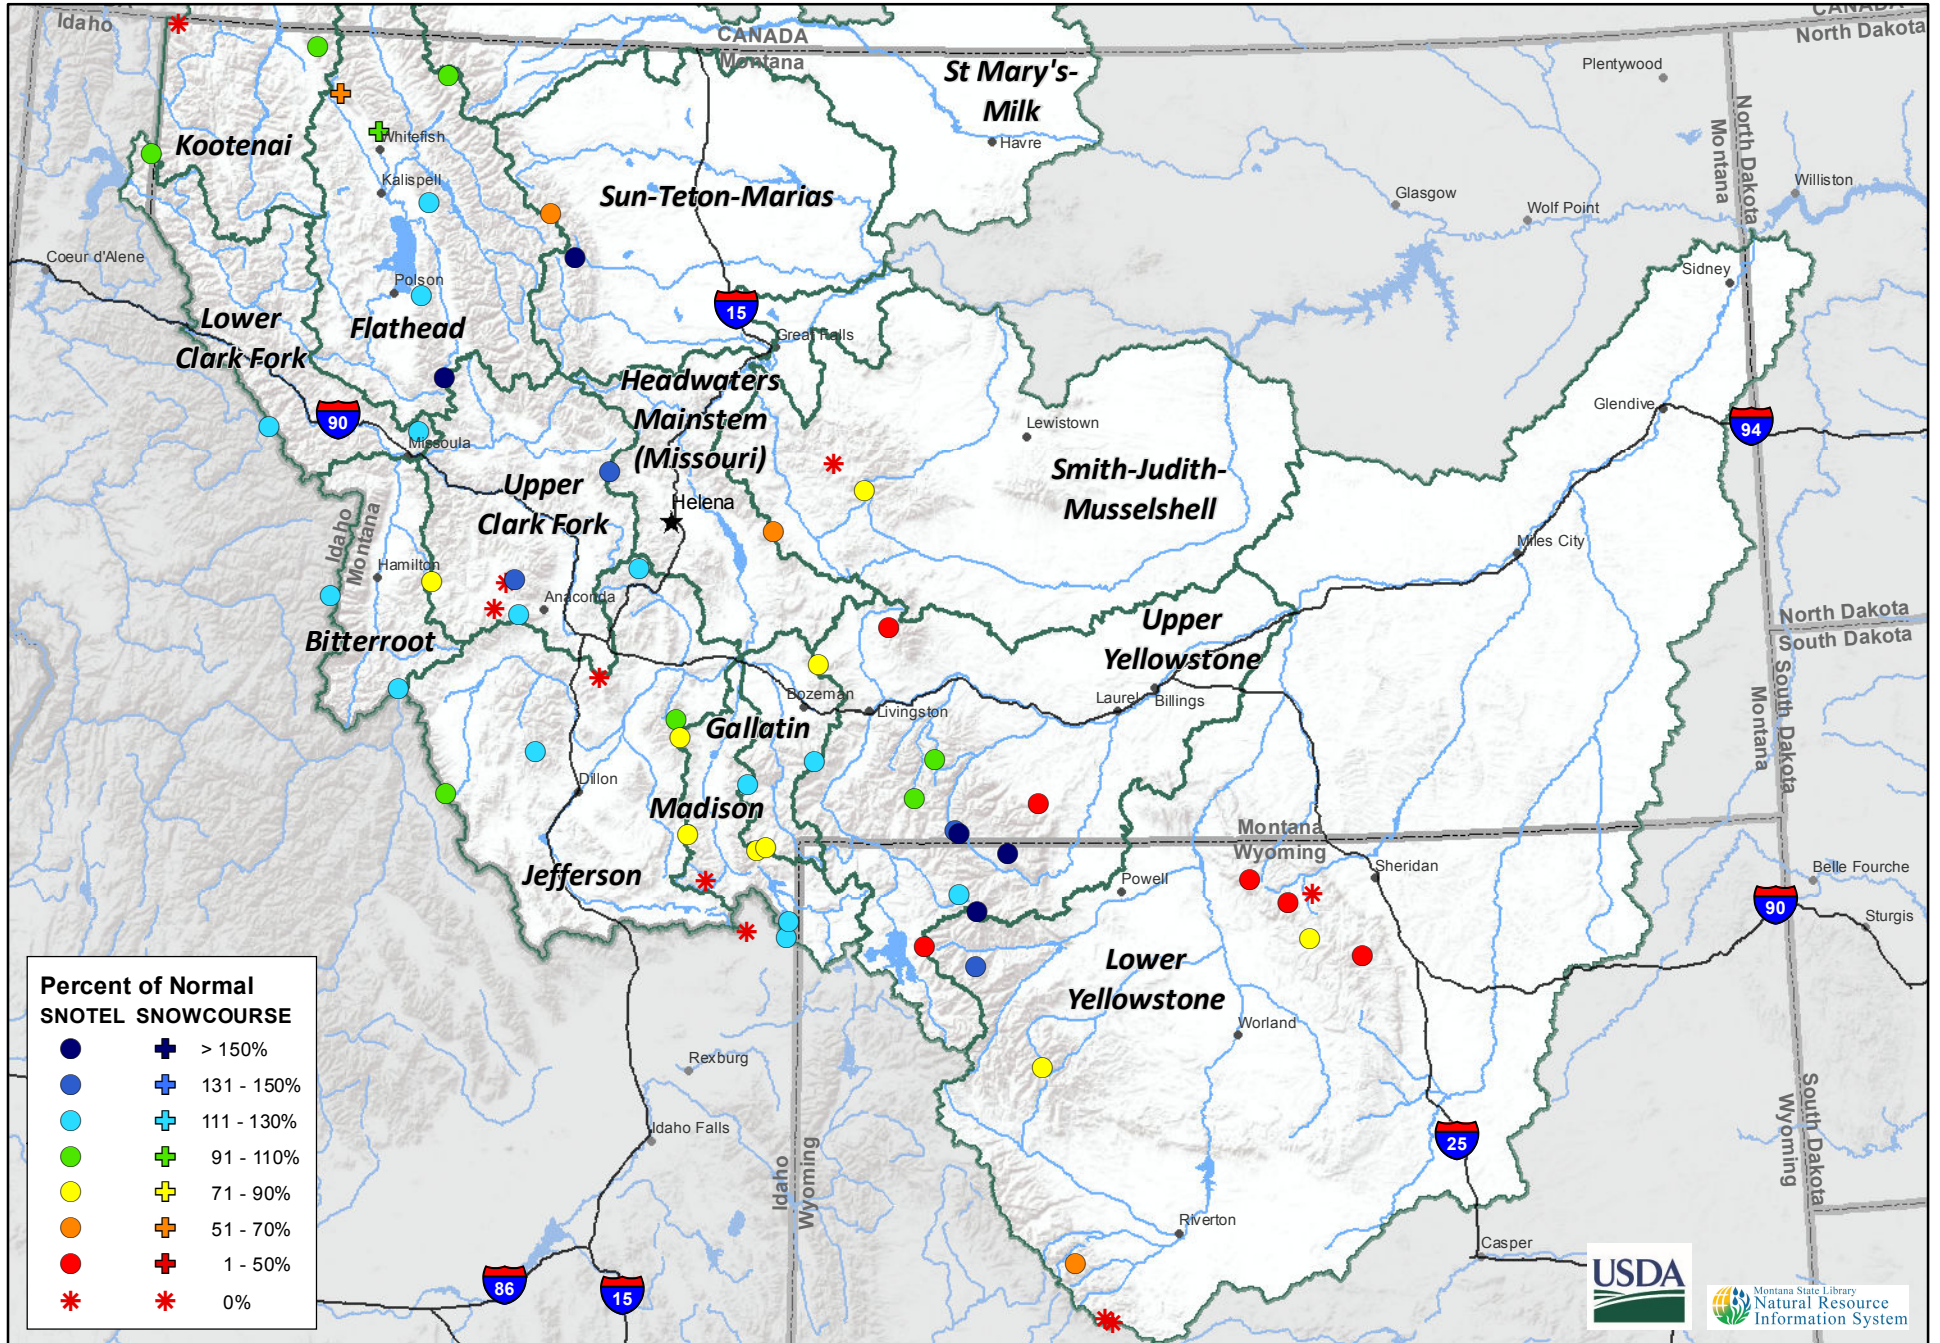 Idaho
CANADA
Montana
CANADA
North Dakota
St Mary's-
Milk
Plentywood
Havre
Kootenai
Whitefish
Kalispell
Sun-Teton-Marias
North Dakota
Montana
Glasgow
Wolf Point
Williston
Coeur d'Alene
Polson
Sidney
Lower
Clark Fork
Flathead
15
Great Falls
Headwaters
Mainstem
(Missouri)
90
Missoula
Lewistown
Glendive
94
Smith-Judith-
Musselshell
Upper
Clark Fork
Helena
Idaho
Montana
Hamilton
Anaconda
Miles City
Bitterroot
Upper
Yellowstone
North Dakota
South Dakota
Bozeman
Livingston
Laurel
Billings
Gallatin
South Dakota
Montana
Dillon
Madison
Jefferson
Montana
Wyoming
Sheridan
Powell
Belle Fourche
90
Sturgis
Lower
Yellowstone
Worland
Rexburg
Idaho Falls
Idaho
Wyoming
South Dakota
Wyoming
25
Riverton
Casper
86
15
Percent of Normal
SNOTEL SNOWCOURSE
> 150%
131 - 150%
111 - 130%
91 - 110%
71 - 90%
51 - 70%
1 - 50%
0%
USDA
Montana State Library
Natural Resource
Information System